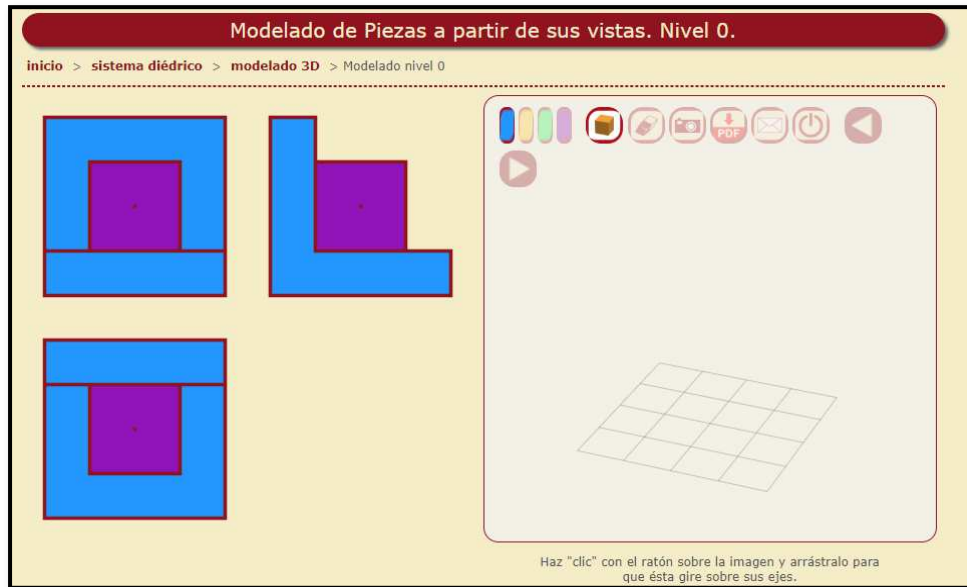 Modelado de Piezas a partir de sus vistas. Nivel 0.
inicio > sistema diédrico > modelado 3D > Modelado nivel 0
PDF
Haz "clic" con el ratón sobre la imagen y arrástralo para
que ésta gire sobre sus ejes.